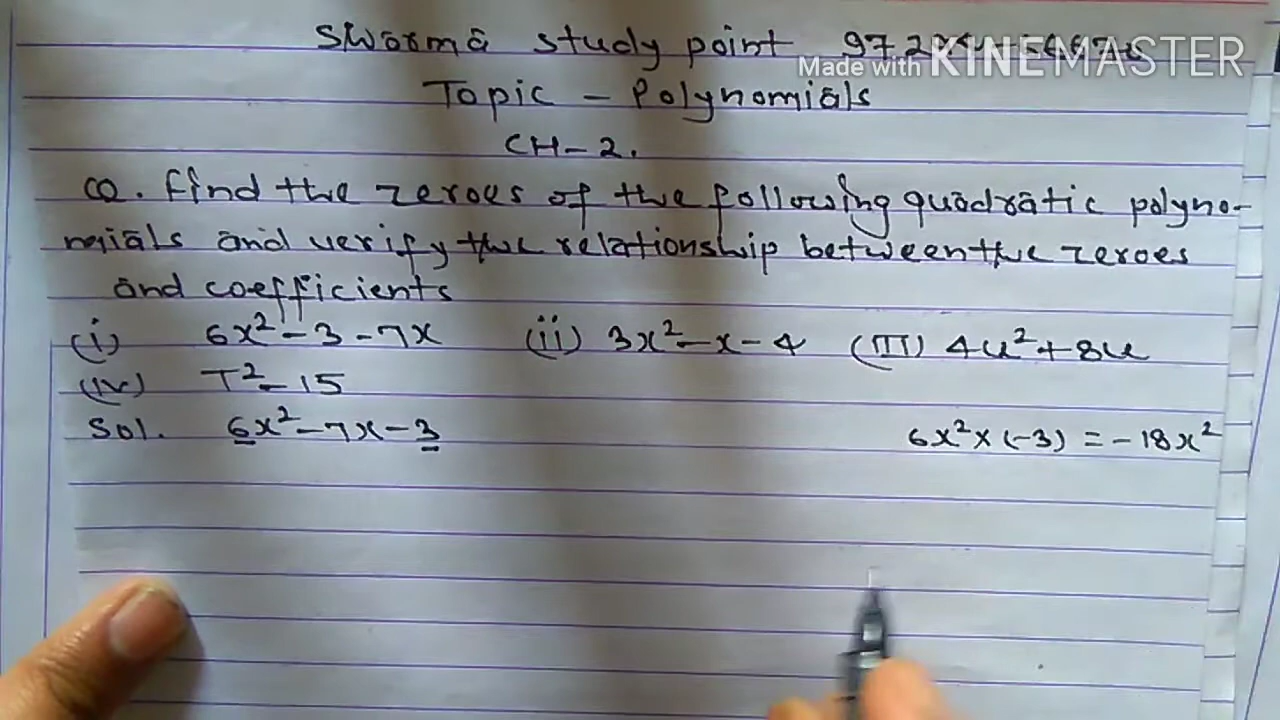 Swarma study point
Made with KINEMASTER
Topic - Polynomials
CH-2.
Q. Find the zeroes of the following quadratic polyno-
mials and verify the relationship between the zeroes
and coefficients
(i) 6x² - 3 - 7x (ii) 3x² - x - 4 (III) 4u² + 8u
(iv) T² - 15
Sol. 6x² - 7x - 3 6x² x (-3) = -18x²